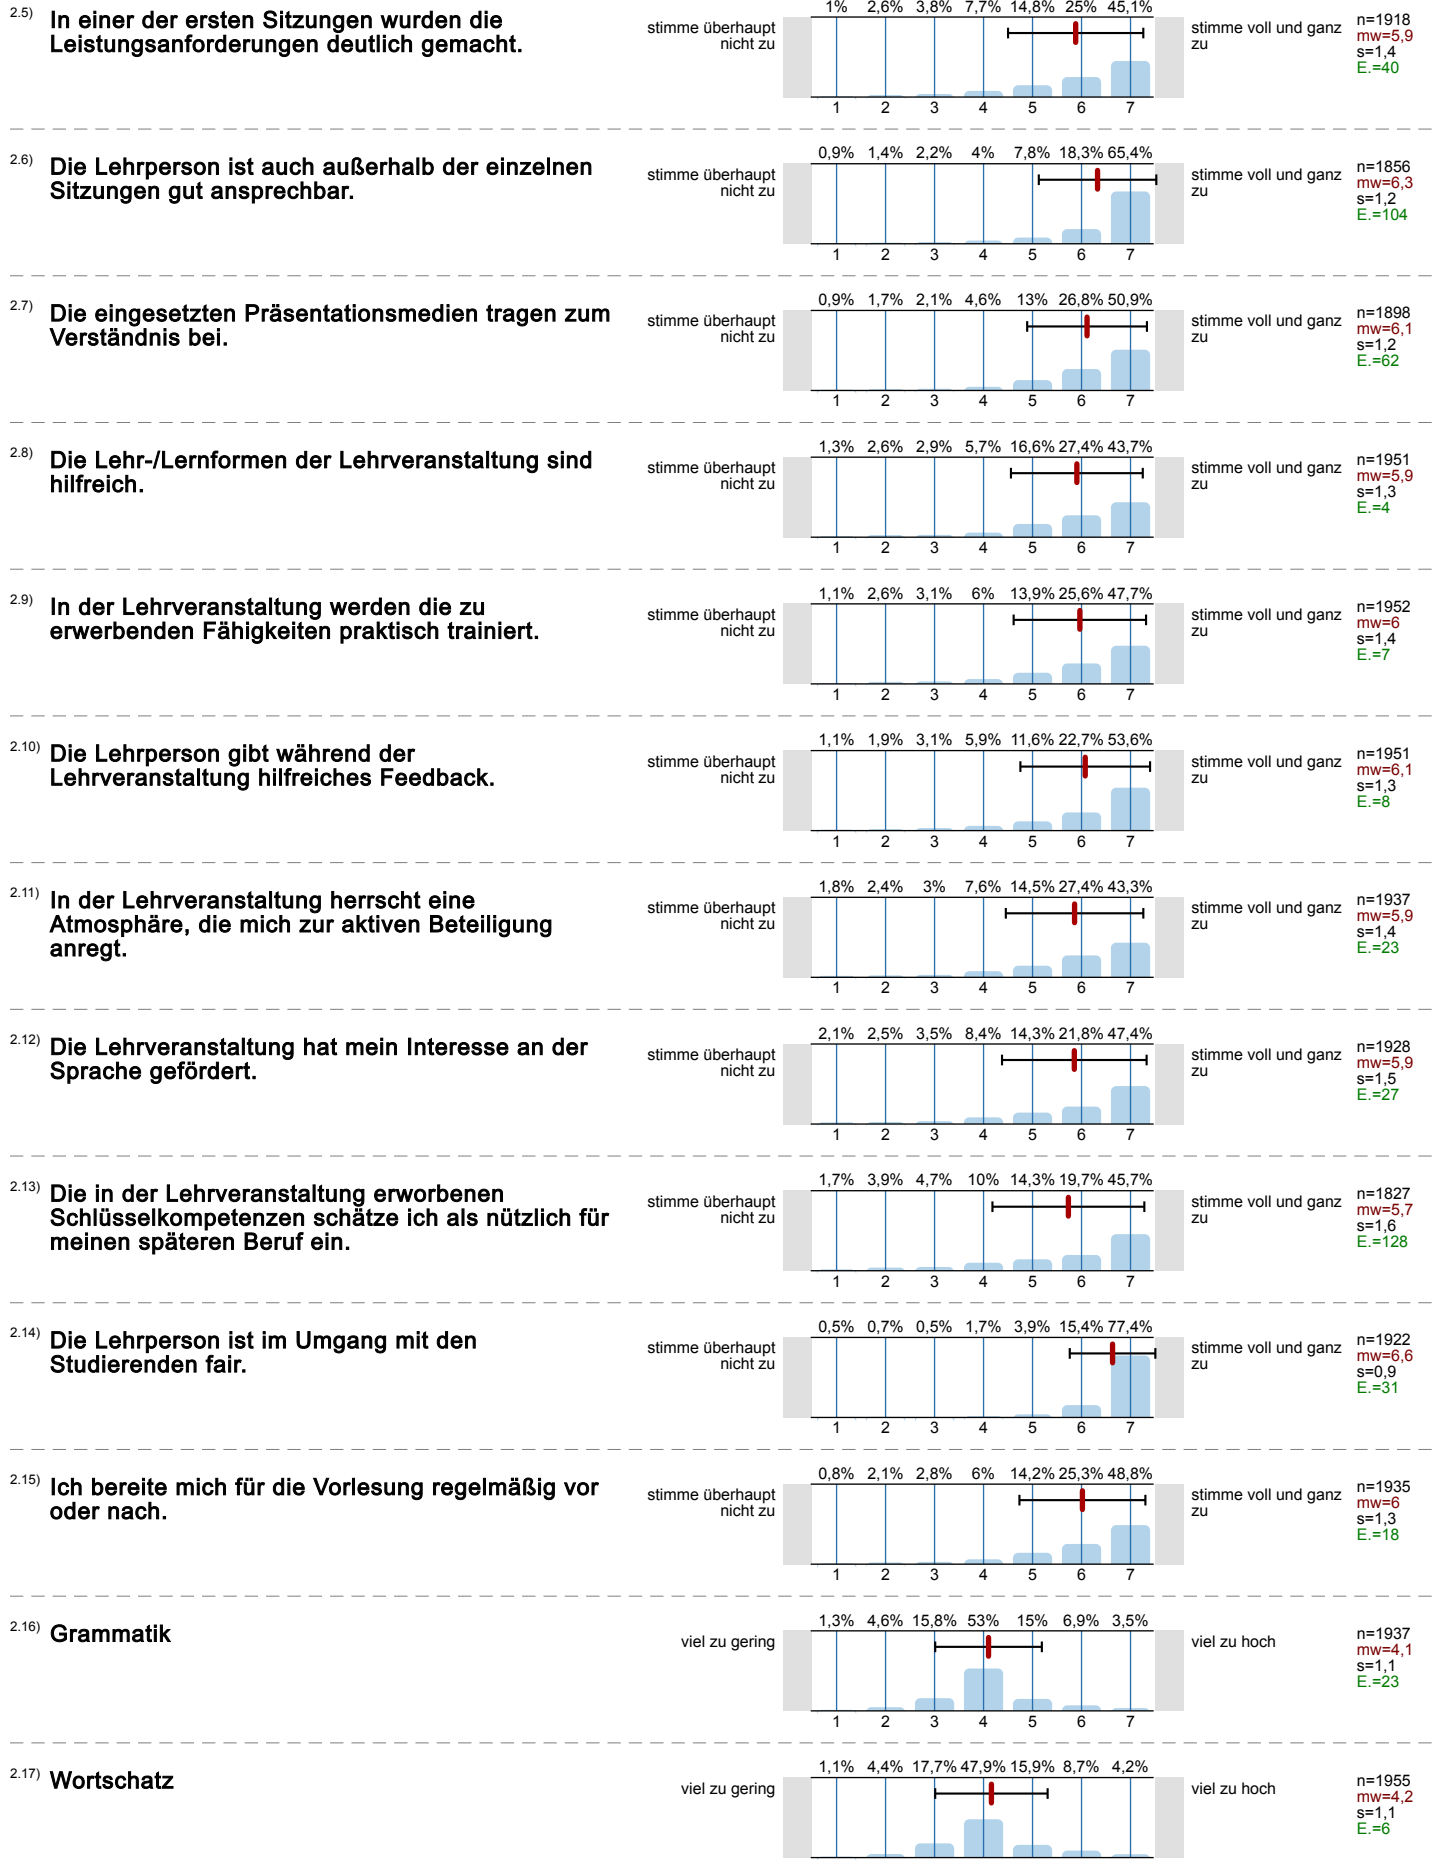 2.5) In einer der ersten Sitzungen wurden die
Leistungsanforderungen deutlich gemacht.
stimme überhaupt
nicht zu
1% 2,6% 3,8% 7,7% 14,8% 25% 45,1%
1 2 3 4 5 6 7
stimme voll und ganz
zu
n=1918
mw=5,9
s=1,4
E.=40
2.6) Die Lehrperson ist auch außerhalb der einzelnen
Sitzungen gut ansprechbar.
stimme überhaupt
nicht zu
0,9% 1,4% 2,2% 4% 7,8% 18,3% 65,4%
1 2 3 4 5 6 7
stimme voll und ganz
zu
n=1856
mw=6,3
s=1,2
E.=104
2.7) Die eingesetzten Präsentationsmedien tragen zum
Verständnis bei.
stimme überhaupt
nicht zu
0,9% 1,7% 2,1% 4,6% 13% 26,8% 50,9%
1 2 3 4 5 6 7
stimme voll und ganz
zu
n=1898
mw=6,1
s=1,2
E.=62
2.8) Die Lehr-/Lernformen der Lehrveranstaltung sind
hilfreich.
stimme überhaupt
nicht zu
1,3% 2,6% 2,9% 5,7% 16,6% 27,4% 43,7%
1 2 3 4 5 6 7
stimme voll und ganz
zu
n=1951
mw=5,9
s=1,3
E.=4
2.9) In der Lehrveranstaltung werden die zu
erwerbenden Fähigkeiten praktisch trainiert.
stimme überhaupt
nicht zu
1,1% 2,6% 3,1% 6% 13,9% 25,6% 47,7%
1 2 3 4 5 6 7
stimme voll und ganz
zu
n=1952
mw=6
s=1,4
E.=7
2.10) Die Lehrperson gibt während der
Lehrveranstaltung hilfreiches Feedback.
stimme überhaupt
nicht zu
1,1% 1,9% 3,1% 5,9% 11,6% 22,7% 53,6%
1 2 3 4 5 6 7
stimme voll und ganz
zu
n=1951
mw=6,1
s=1,3
E.=8
2.11) In der Lehrveranstaltung herrscht eine
Atmosphäre, die mich zur aktiven Beteiligung
anregt.
stimme überhaupt
nicht zu
1,8% 2,4% 3% 7,6% 14,5% 27,4% 43,3%
1 2 3 4 5 6 7
stimme voll und ganz
zu
n=1937
mw=5,9
s=1,4
E.=23
2.12) Die Lehrveranstaltung hat mein Interesse an der
Sprache gefördert.
stimme überhaupt
nicht zu
2,1% 2,5% 3,5% 8,4% 14,3% 21,8% 47,4%
1 2 3 4 5 6 7
stimme voll und ganz
zu
n=1928
mw=5,9
s=1,5
E.=27
2.13) Die in der Lehrveranstaltung erworbenen
Schlüsselkompetenzen schätze ich als nützlich für
meinen späteren Beruf ein.
stimme überhaupt
nicht zu
1,7% 3,9% 4,7% 10% 14,3% 19,7% 45,7%
1 2 3 4 5 6 7
stimme voll und ganz
zu
n=1827
mw=5,7
s=1,6
E.=128
2.14) Die Lehrperson ist im Umgang mit den
Studierenden fair.
stimme überhaupt
nicht zu
0,5% 0,7% 0,5% 1,7% 3,9% 15,4% 77,4%
1 2 3 4 5 6 7
stimme voll und ganz
zu
n=1922
mw=6,6
s=0,9
E.=31
2.15) Ich bereite mich für die Vorlesung regelmäßig vor
oder nach.
stimme überhaupt
nicht zu
0,8% 2,1% 2,8% 6% 14,2% 25,3% 48,8%
1 2 3 4 5 6 7
stimme voll und ganz
zu
n=1935
mw=6
s=1,3
E.=18
2.16) Grammatik
viel zu gering
1,3% 4,6% 15,8% 53% 15% 6,9% 3,5%
1 2 3 4 5 6 7
viel zu hoch
n=1937
mw=4,1
s=1,1
E.=23
2.17) Wortschatz
viel zu gering
1,1% 4,4% 17,7% 47,9% 15,9% 8,7% 4,2%
viel zu hoch
n=1955
mw=4,2
s=1,1
E.=6